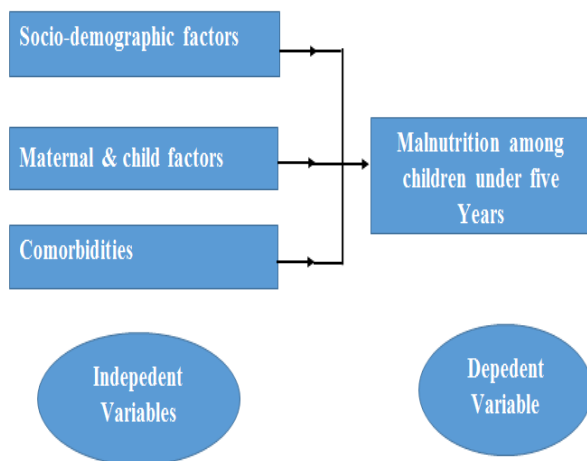 Socio-demographic factors
Maternal & child factors
Comorbidities
Malnutrition among
children under five
Years
Indepedent
Variables
Depedent
Variable